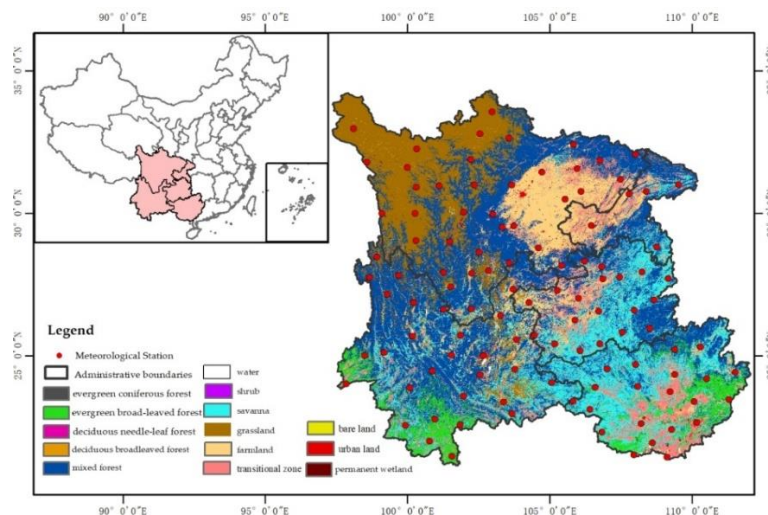 90° 0'0"E 95° 0'0"E 100° 0'0"E 105° 0'0"E 110° 0'0"E
35° 0'0"N
30° 0'0"N
25° 0'0"N
Legend
Meteorological Station
Administrative boundaries
evergreen coniferous forest
evergreen broad-leaved forest
deciduous needle-leaf forest
deciduous broadleaved forest
mixed forest
water
shrub
savanna
grassland
farmland
transitional zone
bare land
urban land
permanent wetland
90° 0'0"E 95° 0'0"E 100° 0'0"E 105° 0'0"E 110° 0'0"E